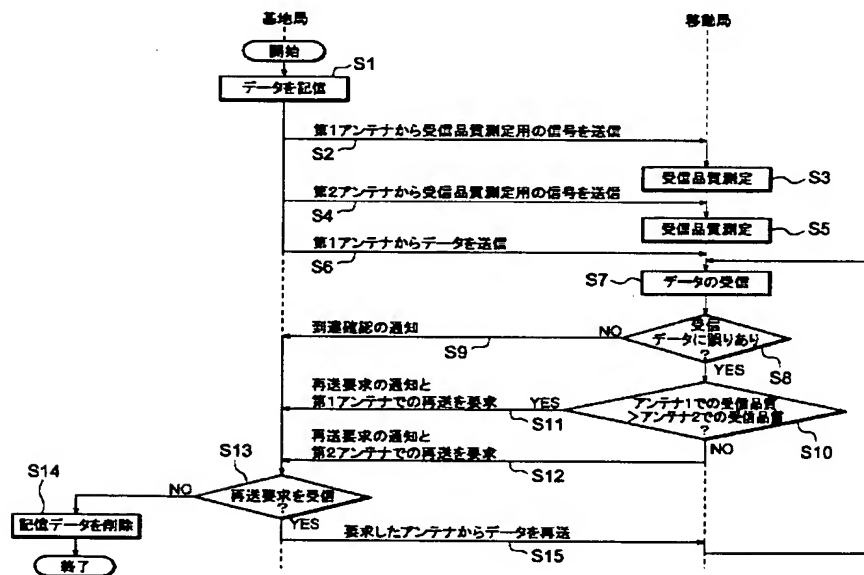 基地局
移動局
開始
S1
データを記信
第1アンテナから受信品質測定用の信号を送信
S2
受信品質測定
S3
第2アンテナから受信品質測定用の信号を送信
S4
受信品質測定
S5
第1アンテナからデータを送信
S6
S7
データの受信
到達確認の通知
S9
NO
受信
データに誤りあり
?
S8
YES
再送要求の通知と
第1アンテナでの再送を要求
S11
YES
アンテナ1での受信品質
>アンテナ2での受信品質
?
S10
再送要求の通知と
第2アンテナでの再送を要求
S12
NO
S13
再送要求を受信
?
NO
YES
S14
記信データを削除
終了
要求したアンテナからデータを再送
S15